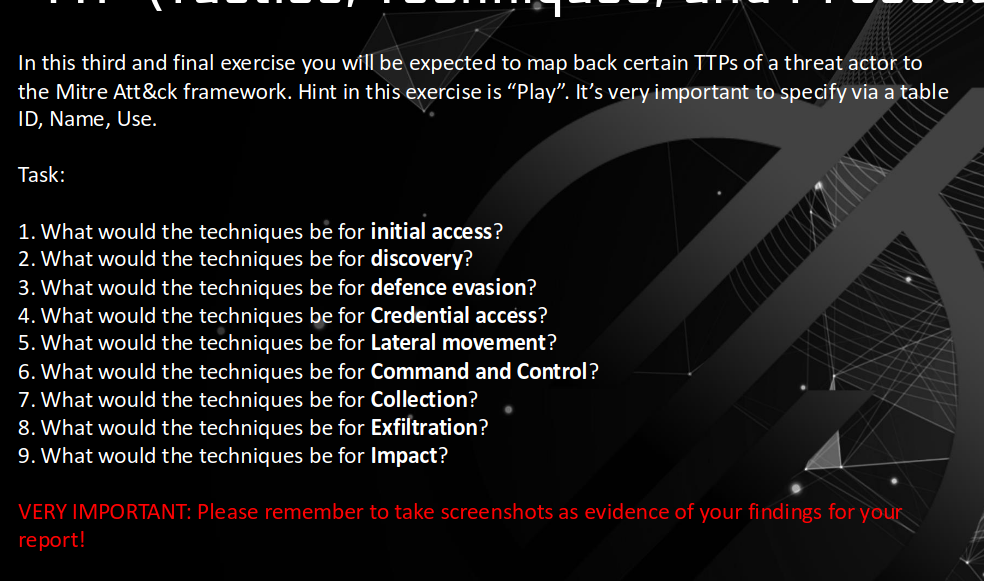 In this third and final exercise you will be expected to map back certain TTPs of a threat actor to
the Mitre Att&ck framework. Hint in this exercise is “Play”. It’s very important to specify via a table
ID, Name, Use.
Task:
1. What would the techniques be for initial access?
2. What would the techniques be for discovery?
3. What would the techniques be for defence evasion?
4. What would the techniques be for Credential access?
5. What would the techniques be for Lateral movement?
6. What would the techniques be for Command and Control?
7. What would the techniques be for Collection?
8. What would the techniques be for Exfiltration?
9. What would the techniques be for Impact?
VERY IMPORTANT: Please remember to take screenshots as evidence of your findings for your
report!